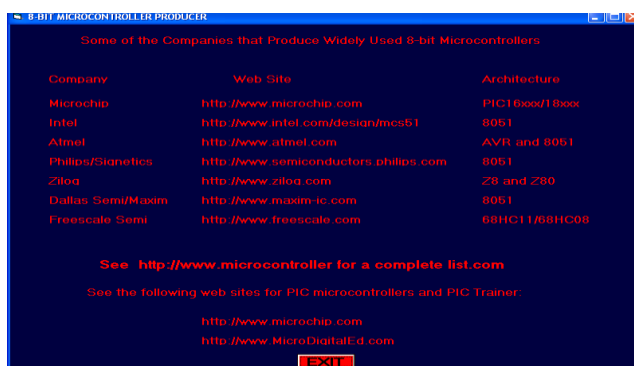 8-BIT MICROCONTROLLER PRODUCER
Some of the Companies that Produce Widely Used 8-bit Microcontrollers
Company Web Site Architecture
Microchip http://www.microchip.com PIC16xxx/18xxx
Intel http://www.intel.com/design/mcs51 8051
Atmel http://www.atmel.com AVR and 8051
Philips/Signetics http://www.semiconductors.philips.com 8051
Zilog http://www.zilog.com Z8 and Z80
Dallas Semi/Maxim http://www.maxim-ic.com 8051
Freescale Semi http://www.freescale.com 68HC11/68HC08
See http://www.microcontroller for a complete list.com
See the following web sites for PIC microcontrollers and PIC Trainer:
http://www.microchip.com
http://www.MicroDigitalEd.com
EXIT